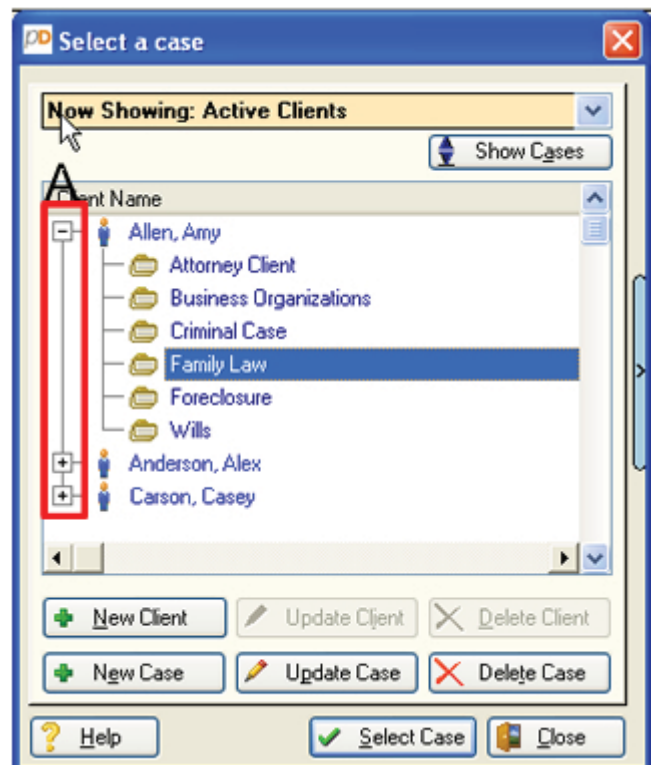 PD Select a case
Now Showing: Active Clients
Show Cases
A
Client Name
Allen, Amy
Attorney Client
Business Organizations
Criminal Case
Family Law
Foreclosure
Wills
Anderson, Alex
Carson, Casey
New Client Update Client Delete Client
New Case Update Case Delete Case
Help Select Case Close